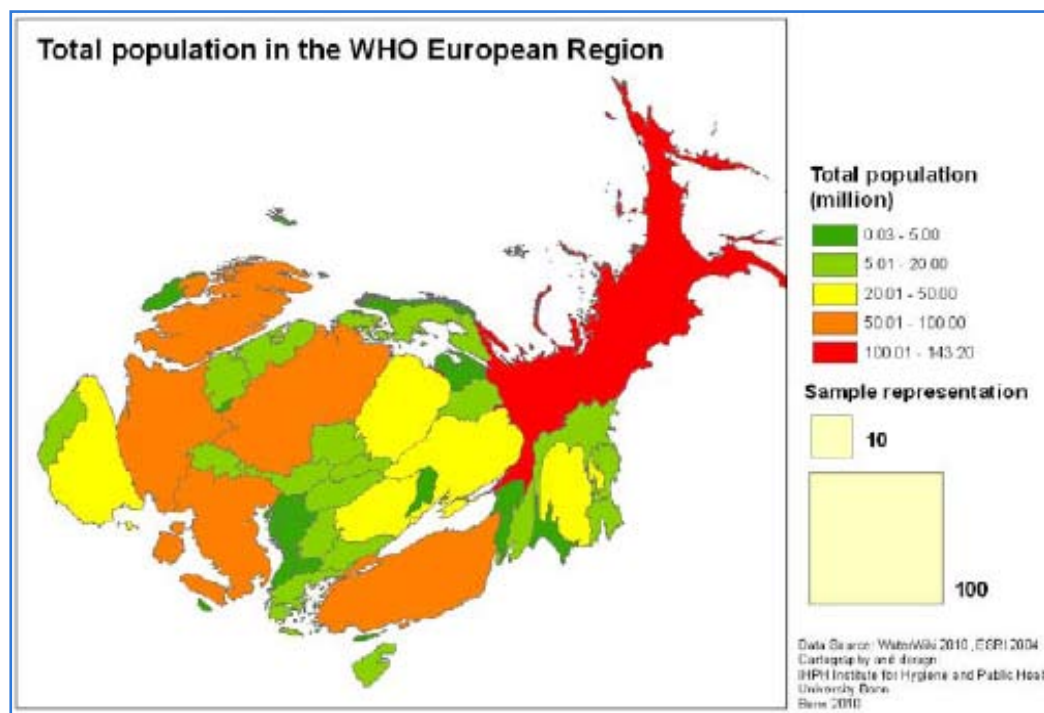 Total population in the WHO European Region
Total population
(million)
0.03 - 5.00
5.01 - 20.00
20.01 - 50.00
50.01 - 100.00
100.01 - 143.20
Sample representation
10
100
Data Source: WaterWiki 2010, ESRI 2004
Cartography and design
IHPH Institute for Hygiene and Public Heal
University Bonn
Bonn 2010